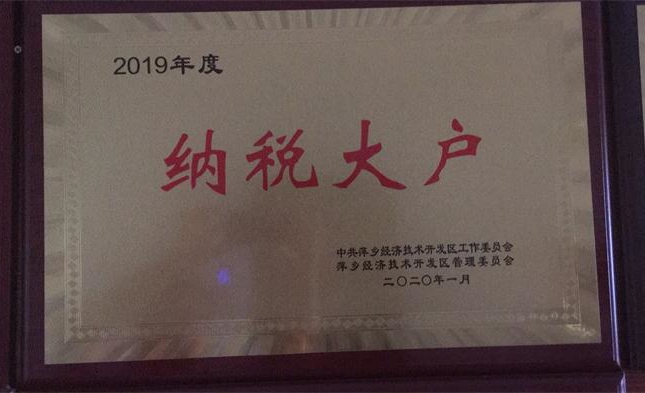 2019年度
纳税大户
中共萍乡经济技术开发区工作委员会
萍乡经济技术开发区管理委员会
二〇二〇年一月